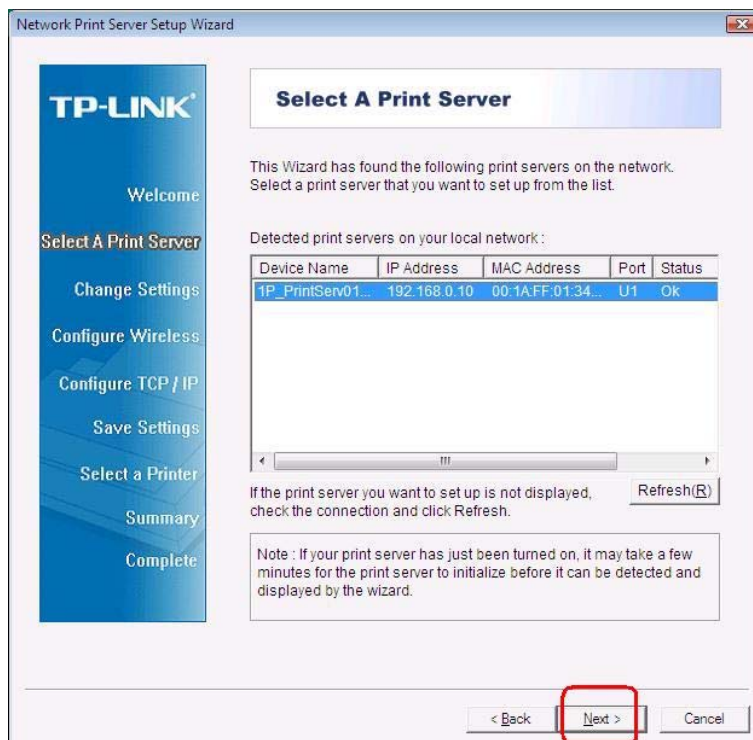 Network Print Server Setup Wizard
TP-LINK
Welcome
Select A Print Server
Change Settings
Configure Wireless
Configure TCP / IP
Save Settings
Select a Printer
Summary
Complete
Select A Print Server
This Wizard has found the following print servers on the network.
Select a print server that you want to set up from the list.
Detected print servers on your local network :
Device Name IP Address MAC Address Port Status
1P_PrintServ01... 192.168.0.10 00:1A:FF:01:34... U1 Ok
If the print server you want to set up is not displayed,
check the connection and click Refresh.
Refresh(R)
Note : If your print server has just been turned on, it may take a few
minutes for the print server to initialize before it can be detected and
displayed by the wizard.
< Back Next > Cancel